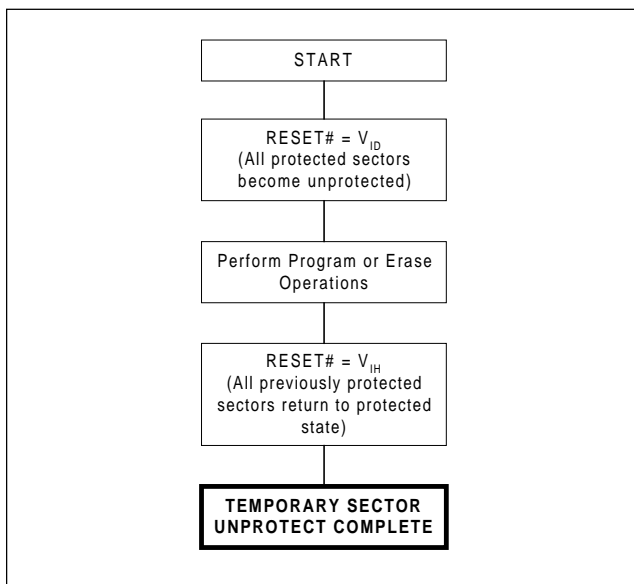 START
RESET# = V_ID
(All protected sectors
become unprotected)
Perform Program or Erase
Operations
RESET# = V_IH
(All previously protected
sectors return to protected
state)
TEMPORARY SECTOR
UNPROTECT COMPLETE